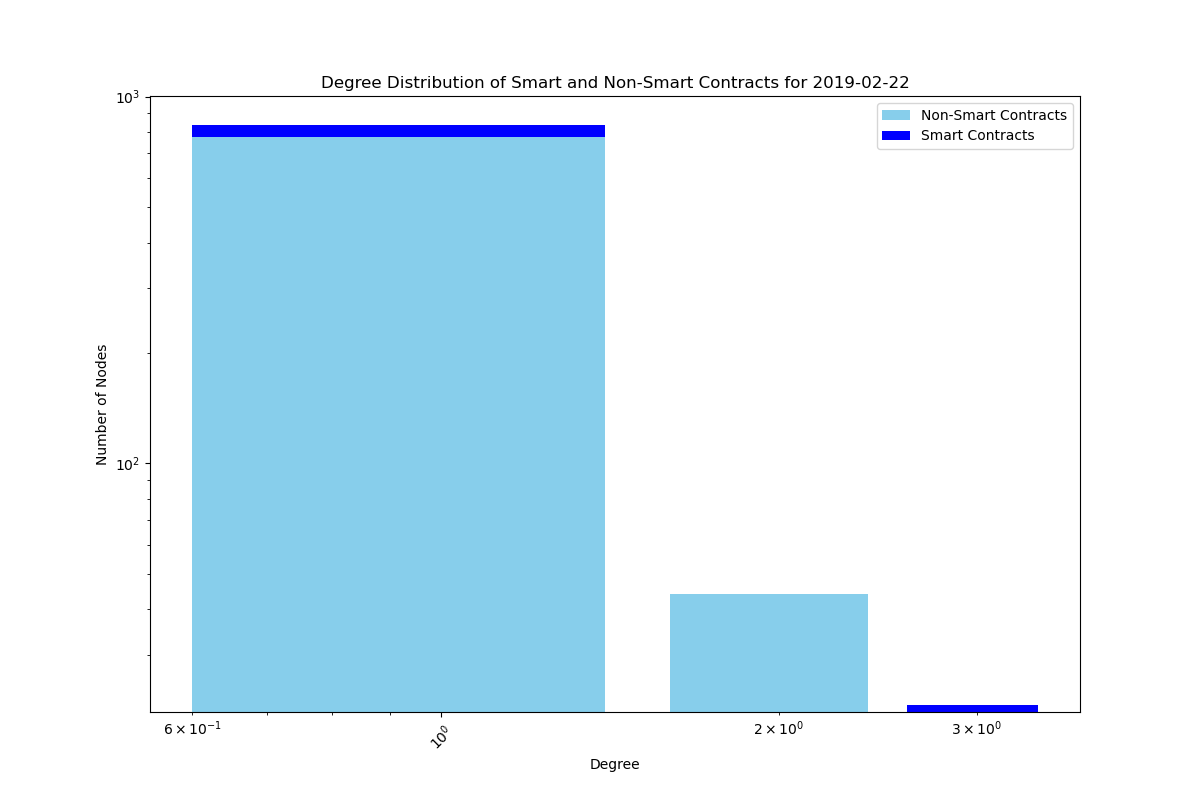 Degree Distribution of Smart and Non-Smart Contracts for 2019-02-22
Non-Smart Contracts
Smart Contracts
Number of Nodes
10³
10²
6 × 10⁻¹
10⁰
2 × 10⁰
3 × 10⁰
Degree